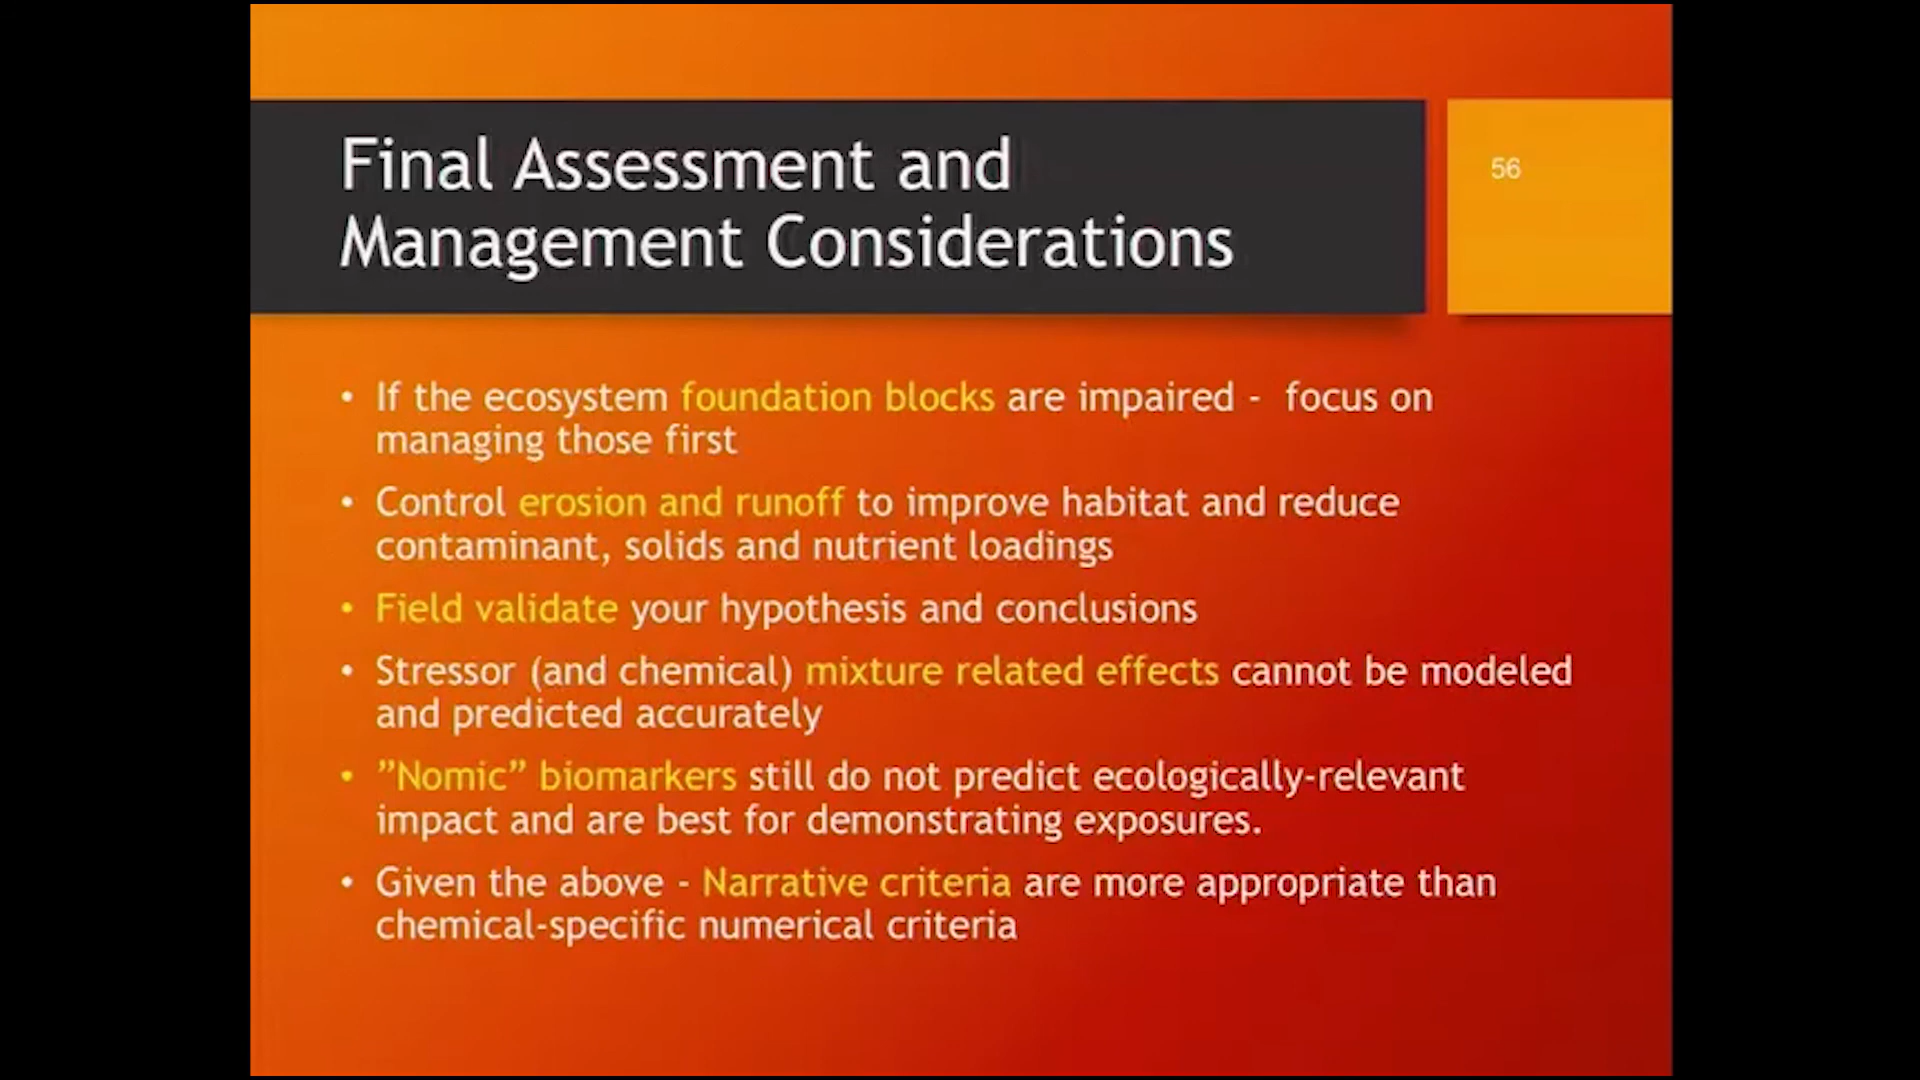 Final Assessment and
Management Considerations
56
• If the ecosystem foundation blocks are impaired -  focus on
managing those first
• Control erosion and runoff to improve habitat and reduce
contaminant, solids and nutrient loadings
• Field validate your hypothesis and conclusions
• Stressor (and chemical) mixture related effects cannot be modeled
and predicted accurately
• ”Nomic” biomarkers still do not predict ecologically-relevant
impact and are best for demonstrating exposures.
• Given the above - Narrative criteria are more appropriate than
chemical-specific numerical criteria